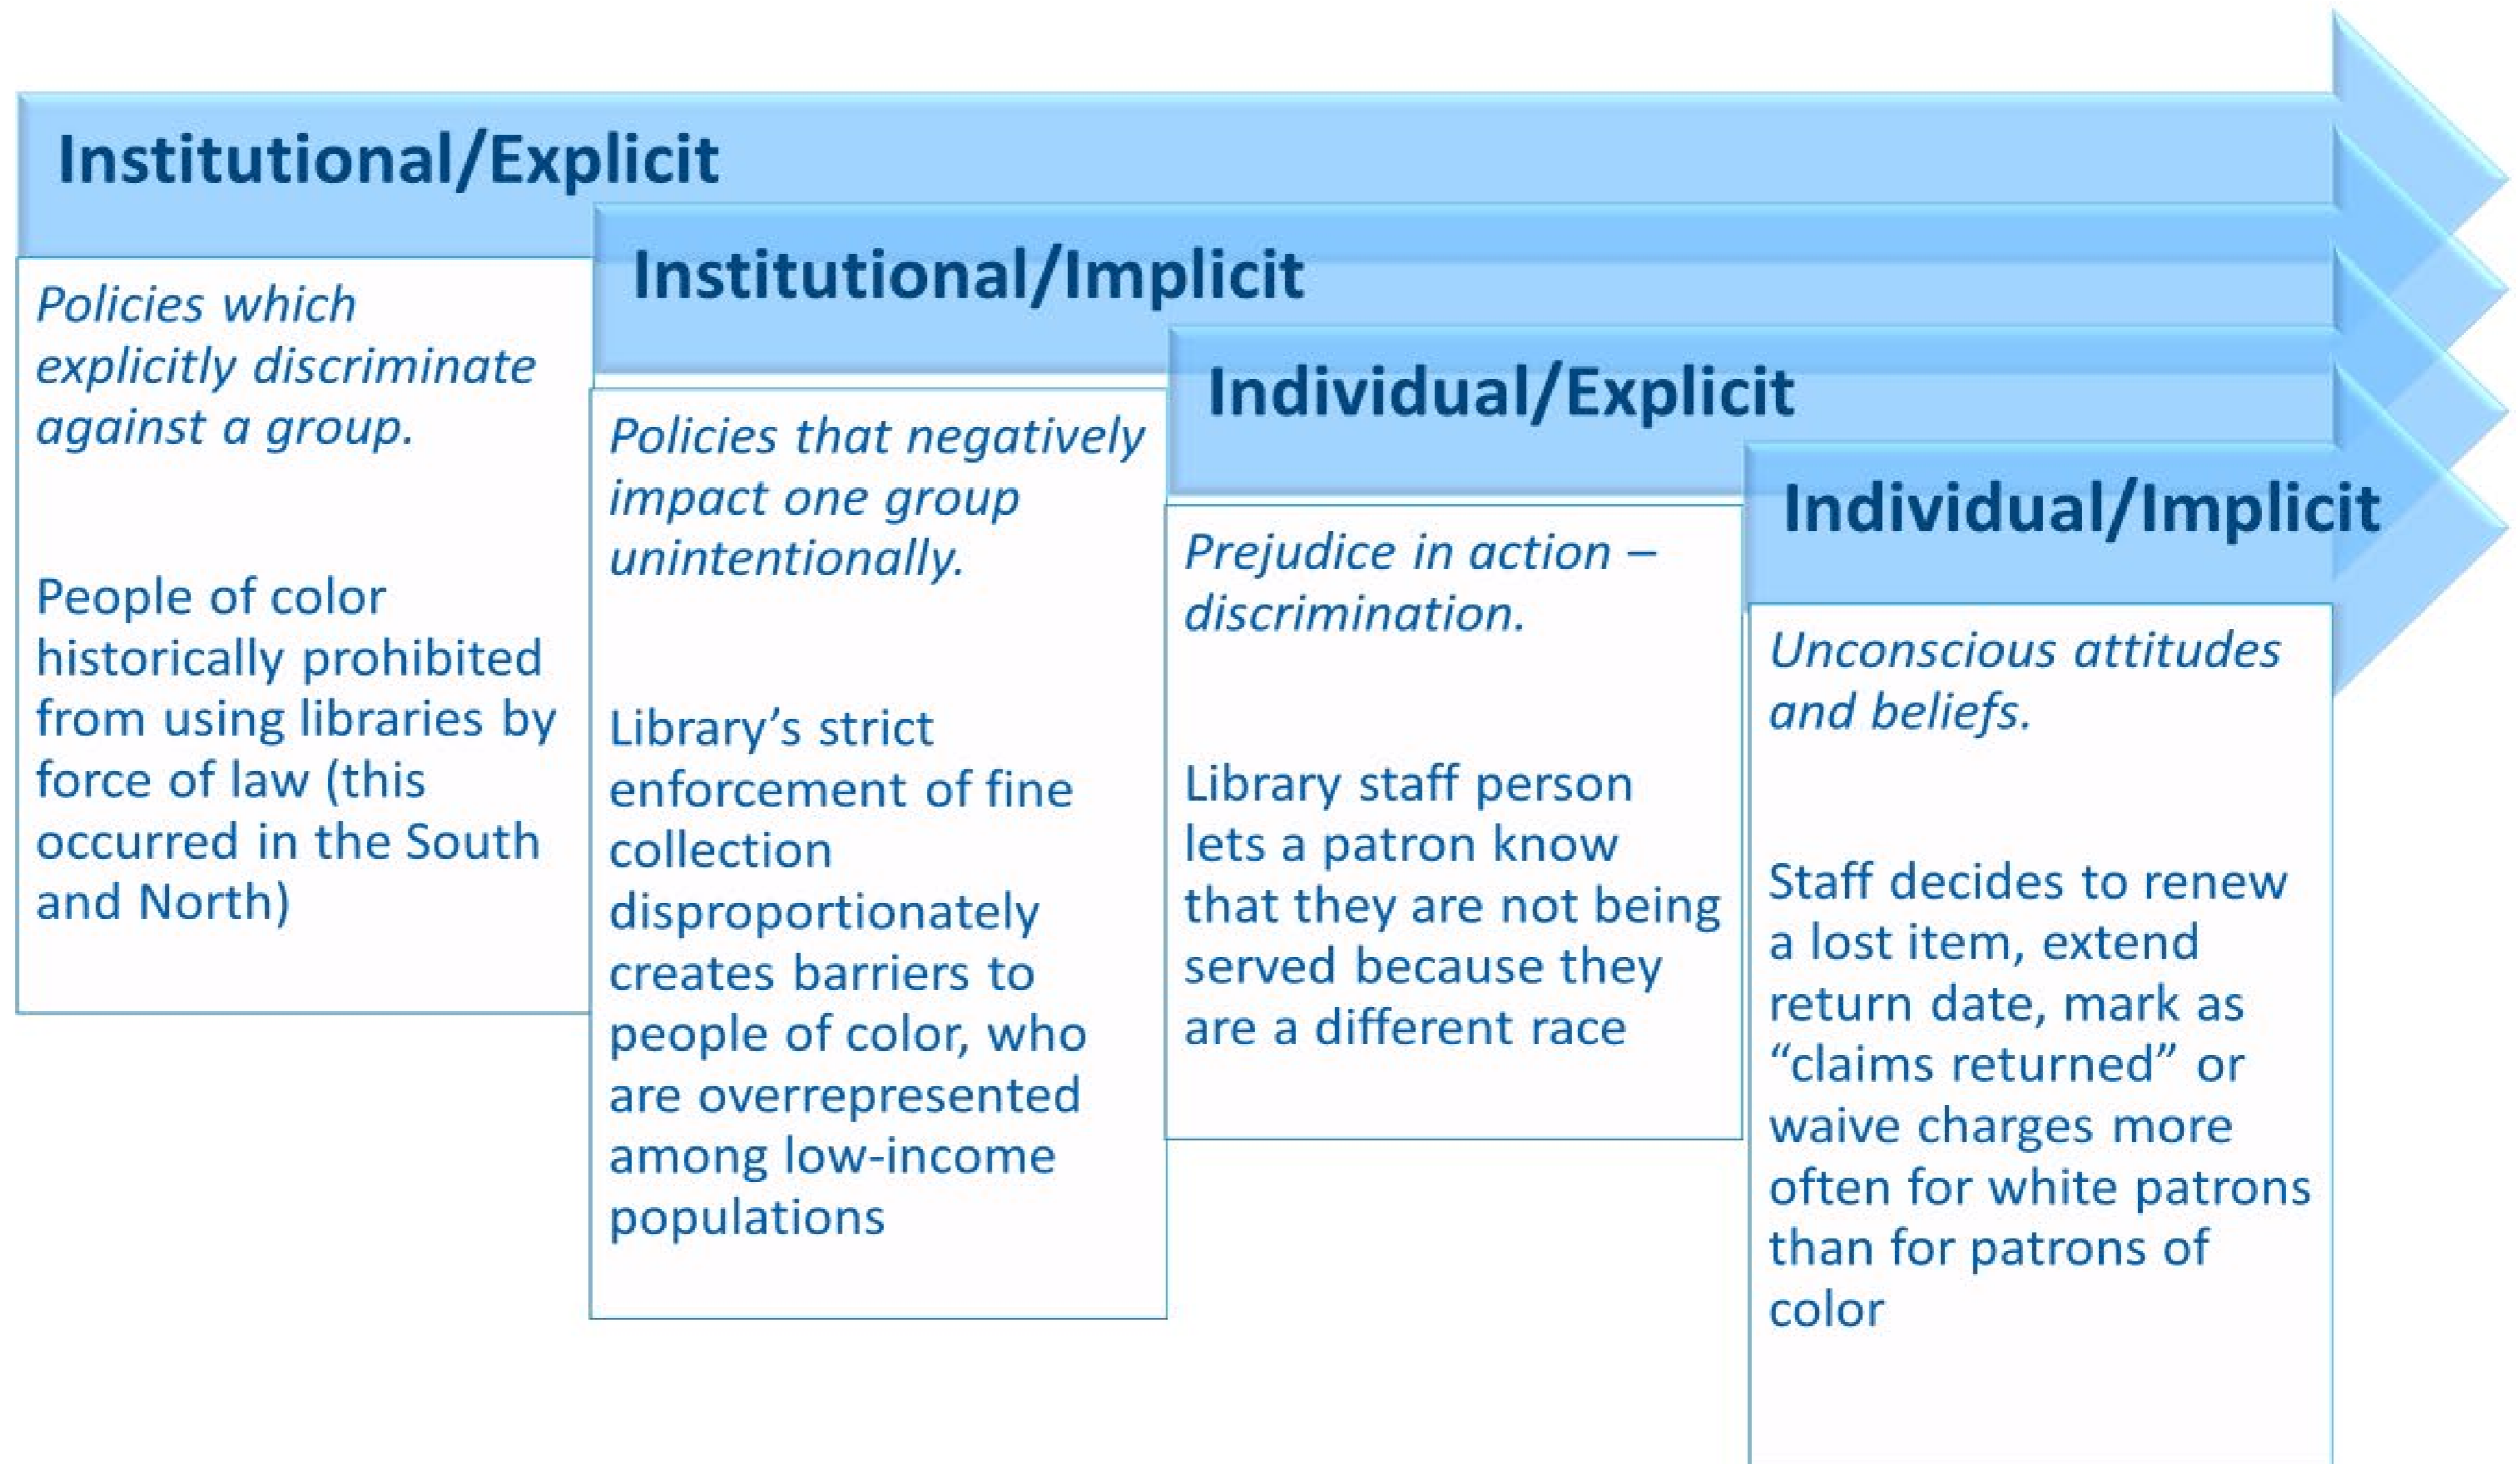 Institutional/Explicit
Policies which
explicitly discriminate
against a group.
People of color
historically prohibited
from using libraries by
force of law (this
occurred in the South
and North)
Institutional/Implicit
Policies that negatively
impact one group
unintentionally.
Library’s strict
enforcement of fine
collection
disproportionately
creates barriers to
people of color, who
are overrepresented
among low-income
populations
Individual/Explicit
Prejudice in action –
discrimination.
Library staff person
lets a patron know
that they are not being
served because they
are a different race
Individual/Implicit
Unconscious attitudes
and beliefs.
Staff decides to renew
a lost item, extend
return date, mark as
“claims returned” or
waive charges more
often for white patrons
than for patrons of
color